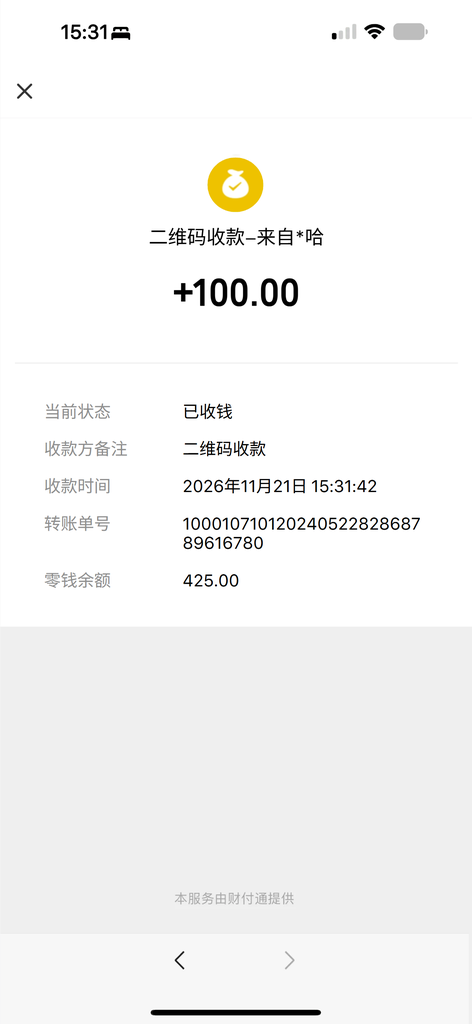 15:31
二维码收款-来自*哈
+100.00
当前状态 已收钱
收款方备注 二维码收款
收款时间 2026年11月21日 15:31:42
转账单号 100010710120240522828687
89616780
零钱余额 425.00
本服务由财付通提供